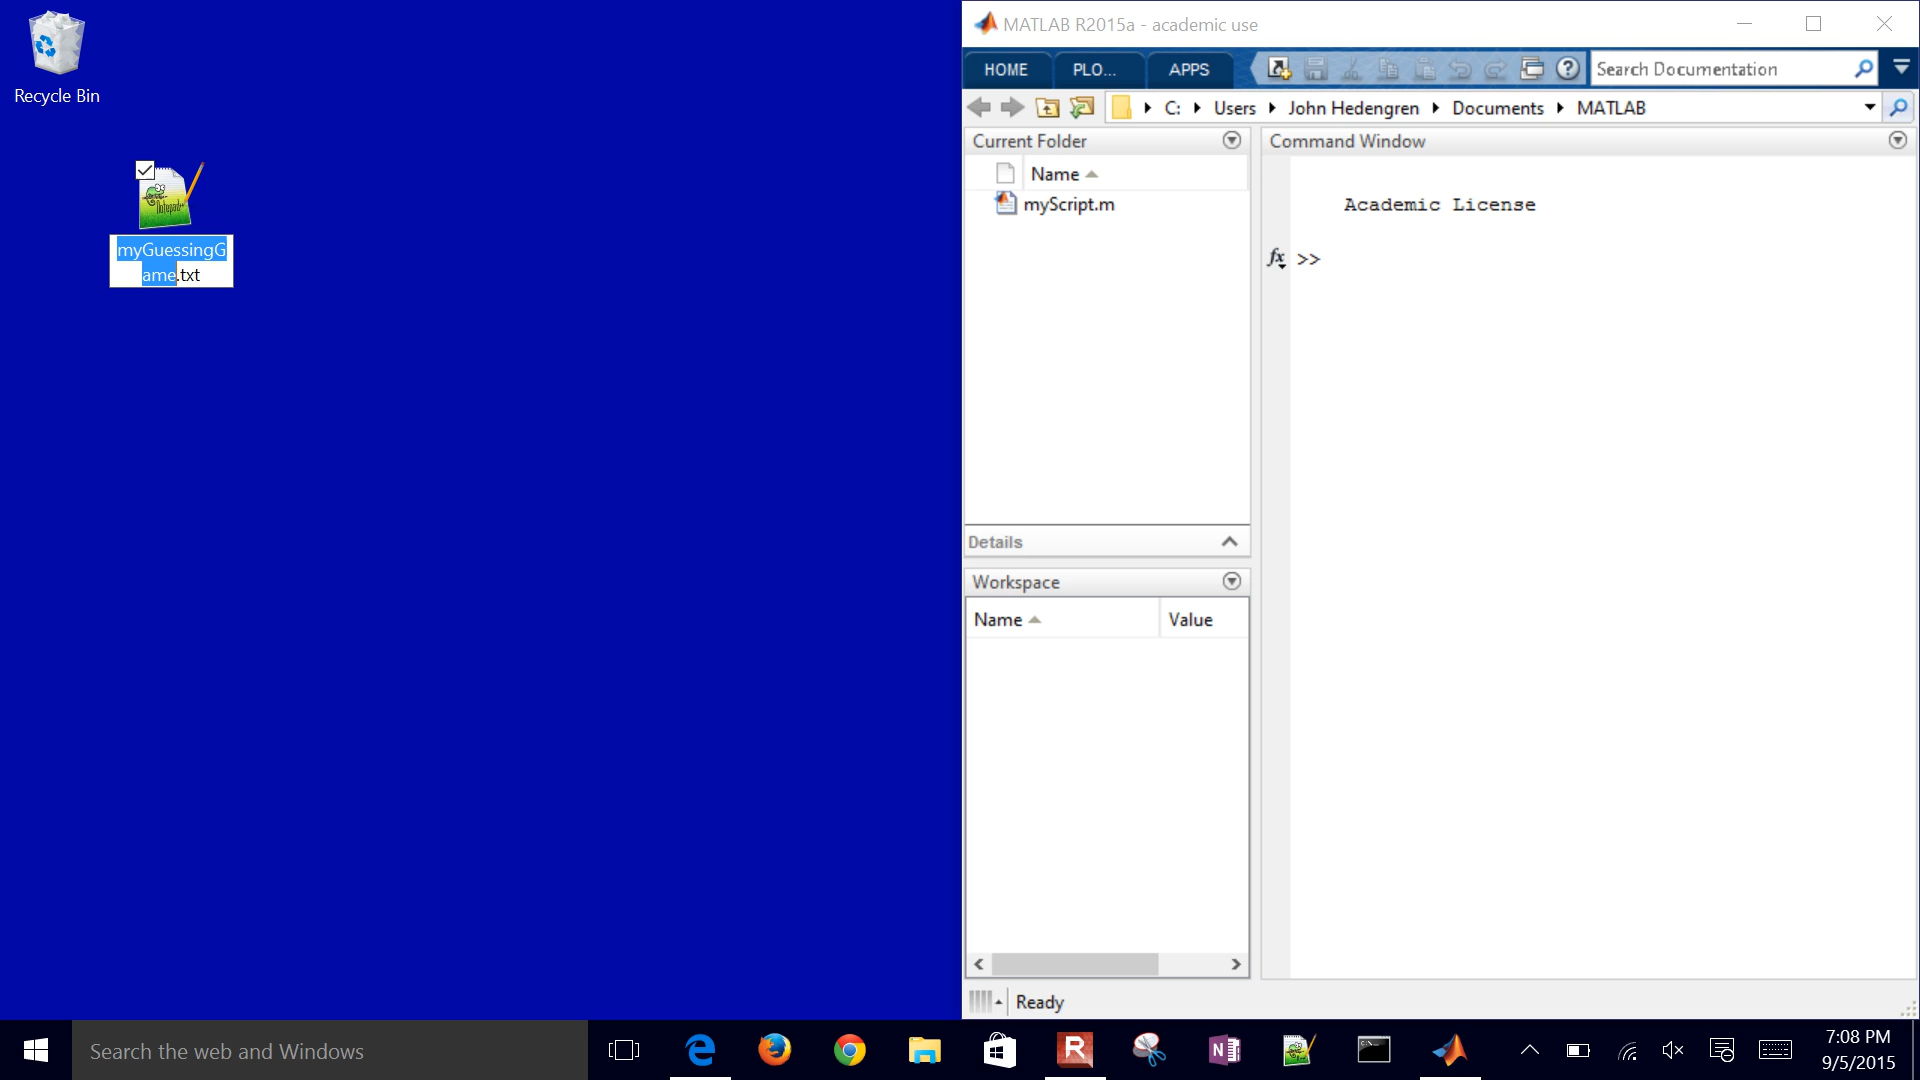 Recycle Bin
Notepad++
myGuessingG
ame.txt
MATLAB R2015a - academic use
HOME
PLO...
APPS
Search Documentation
C:
Users
John Hedengren
Documents
MATLAB
Current Folder
Name
myScript.m
Details
Workspace
Name
Value
Command Window
Academic License
fx >>
Ready
Search the web and Windows
7:08 PM
9/5/2015